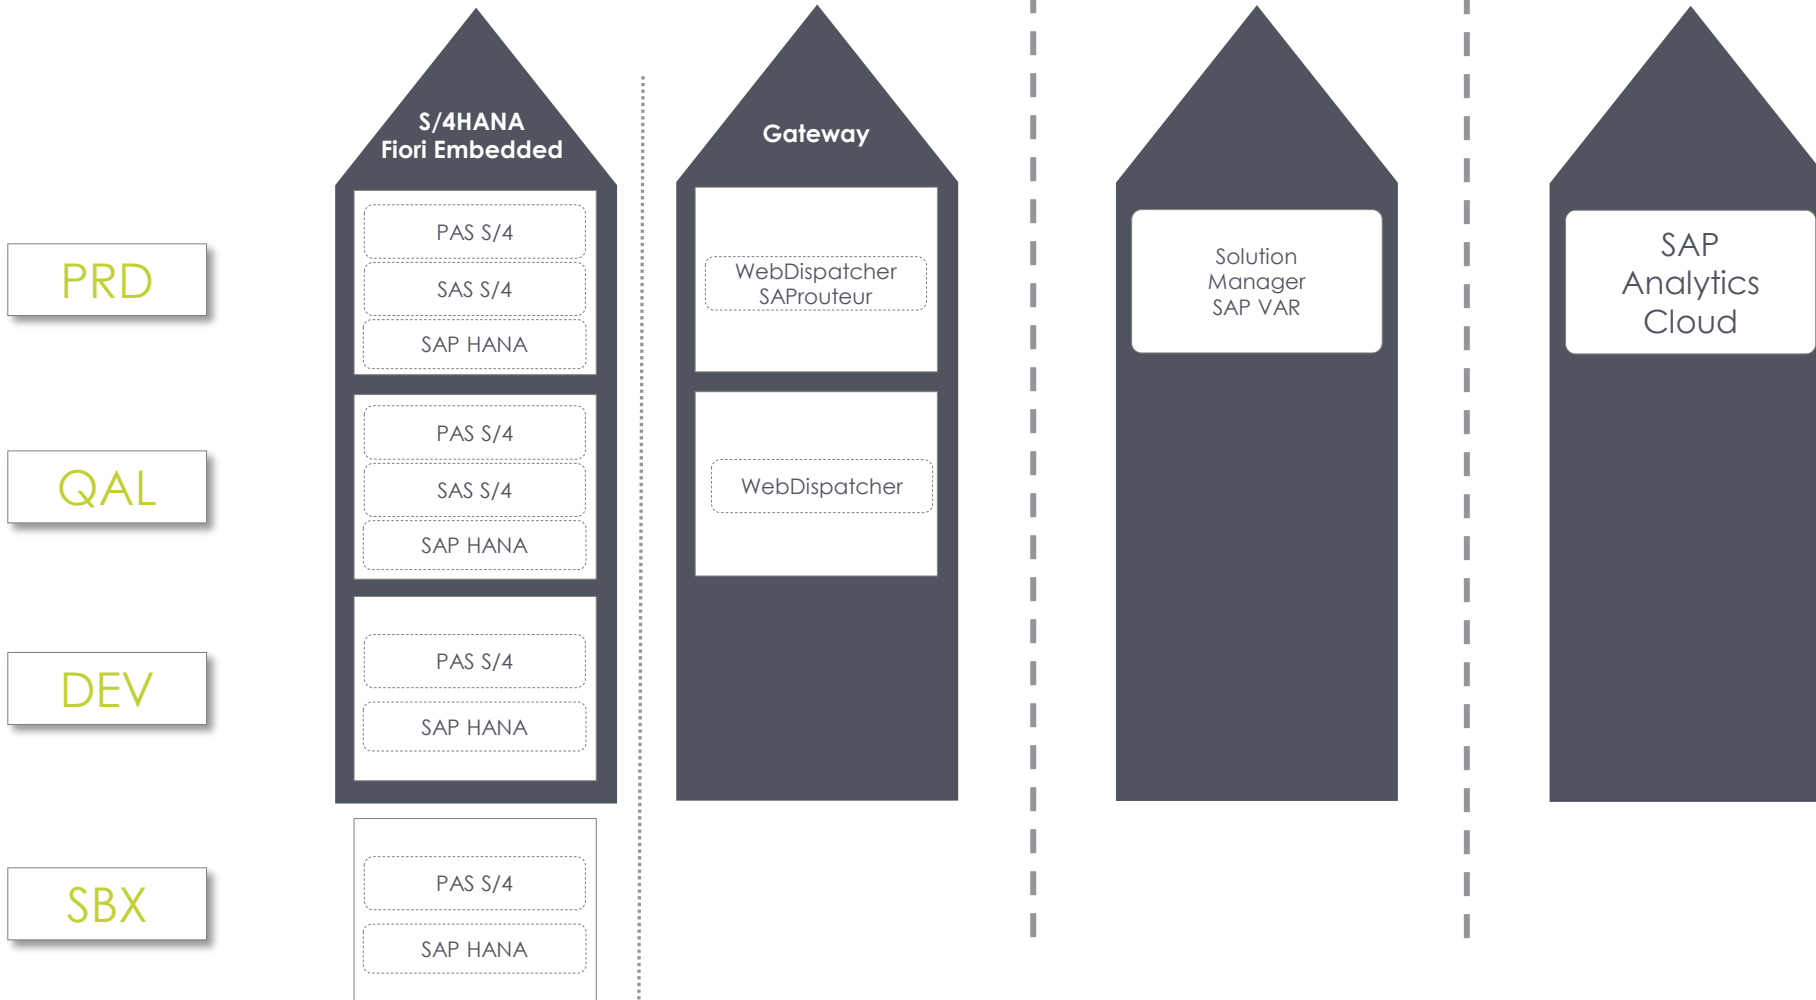 S/4HANA
Fiori Embedded
Gateway
PRD
PAS S/4
SAS S/4
SAP HANA
WebDispatcher
SAProuteur
Solution
Manager
SAP VAR
SAP
Analytics
Cloud
QAL
PAS S/4
SAS S/4
SAP HANA
WebDispatcher
DEV
PAS S/4
SAP HANA
SBX
PAS S/4
SAP HANA